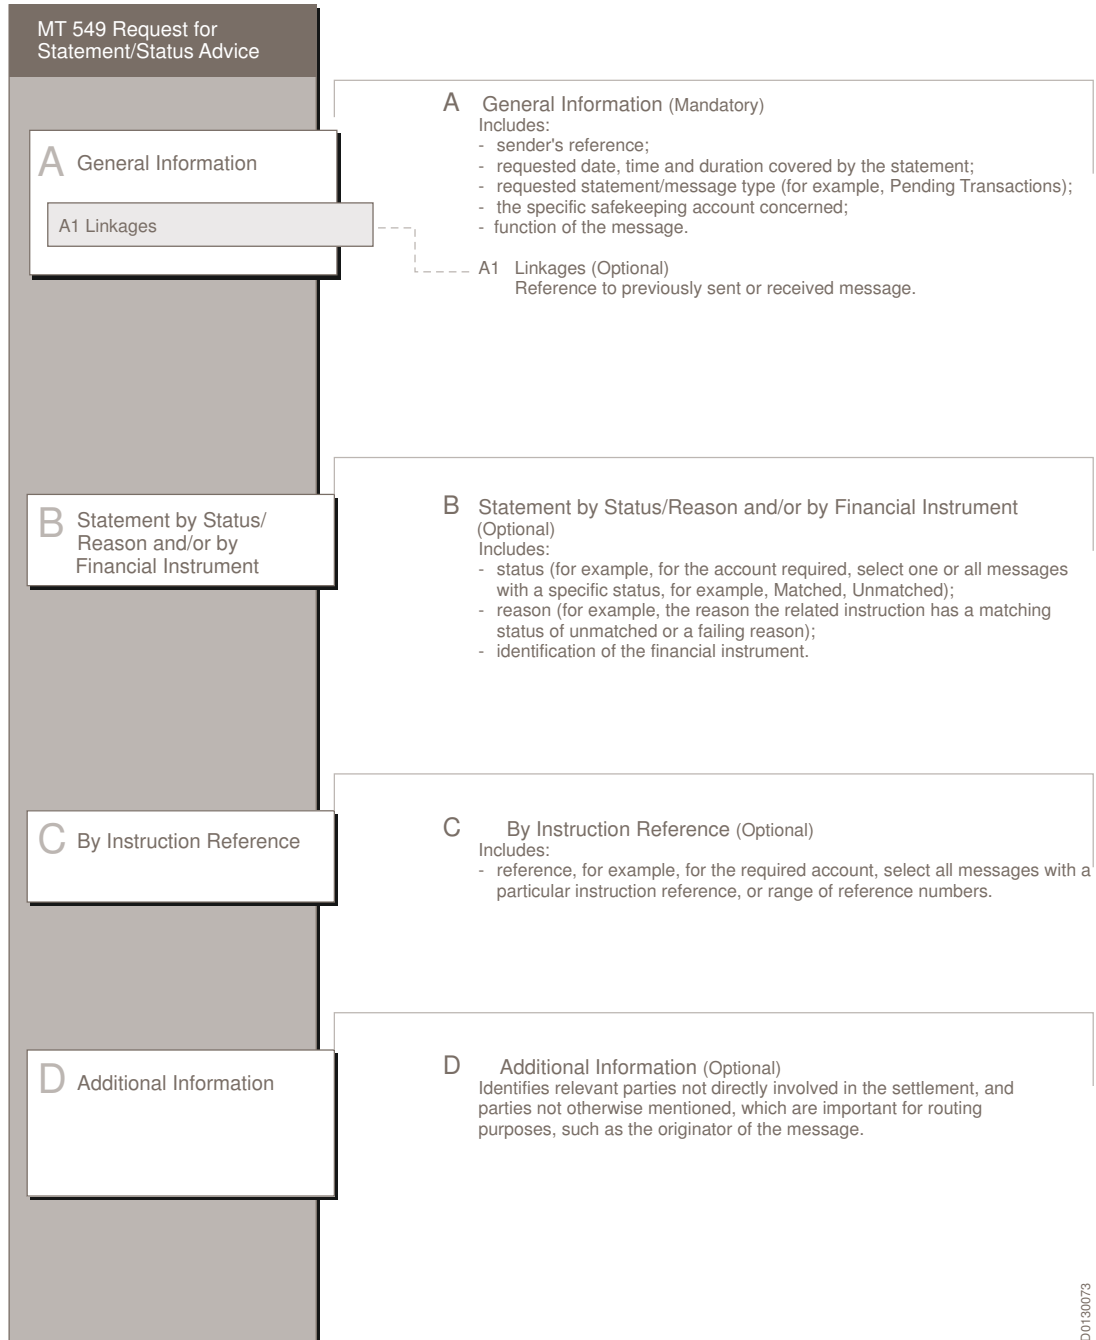 MT 549 Request for
Statement/Status Advice
A General Information
A1 Linkages
A General Information (Mandatory)
Includes:
- sender's reference;
- requested date, time and duration covered by the statement;
- requested statement/message type (for example, Pending Transactions);
- the specific safekeeping account concerned;
- function of the message.
A1 Linkages (Optional)
Reference to previously sent or received message.
B Statement by Status/
Reason and/or by
Financial Instrument
B Statement by Status/Reason and/or by Financial Instrument
(Optional)
Includes:
- status (for example, for the account required, select one or all messages
with a specific status, for example, Matched, Unmatched);
- reason (for example, the reason the related instruction has a matching
status of unmatched or a failing reason);
- identification of the financial instrument.
C By Instruction Reference
C By Instruction Reference (Optional)
Includes:
- reference, for example, for the required account, select all messages with a
particular instruction reference, or range of reference numbers.
D Additional Information
D Additional Information (Optional)
Identifies relevant parties not directly involved in the settlement, and
parties not otherwise mentioned, which are important for routing
purposes, such as the originator of the message.
D0130073